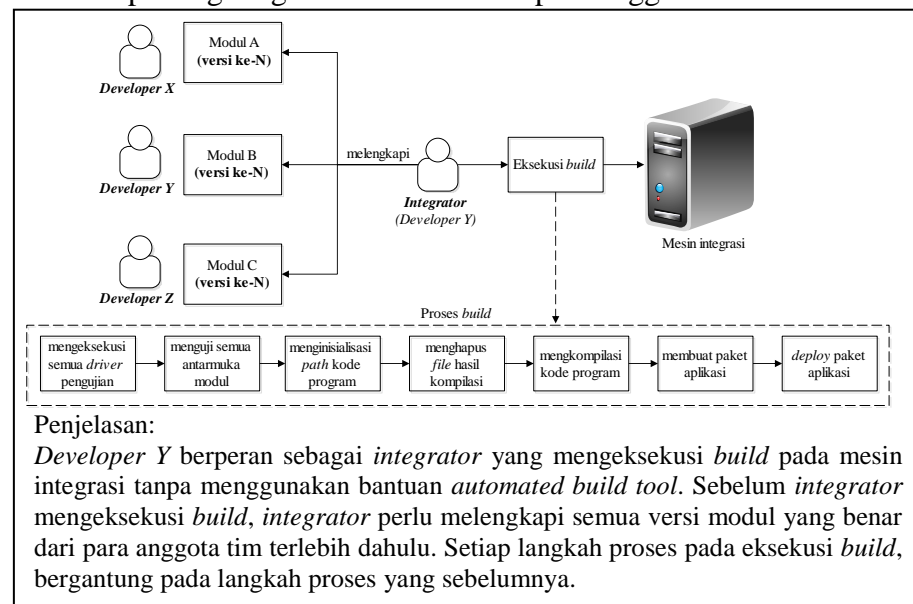 Modul A
(versi ke-N)
Developer X
Modul B
(versi ke-N)
Developer Y
Modul C
(versi ke-N)
Developer Z
melengkapi
Integrator
(Developer Y)
Eksekusi build
Mesin integrasi
Proses build
mengeksekusi
semua driver
pengujian
menguji semua
antarmuka
modul
menginisialisasi
path kode
program
menghapus
file hasil
kompilasi
mengkompilasi
kode program
membuat paket
aplikasi
deploy paket
aplikasi
Penjelasan:
Developer Y berperan sebagai integrator yang mengeksekusi build pada mesin
integrasi tanpa menggunakan bantuan automated build tool. Sebelum integrator
mengeksekusi build, integrator perlu melengkapi semua versi modul yang benar
dari para anggota tim terlebih dahulu. Setiap langkah proses pada eksekusi build,
bergantung pada langkah proses yang sebelumnya.